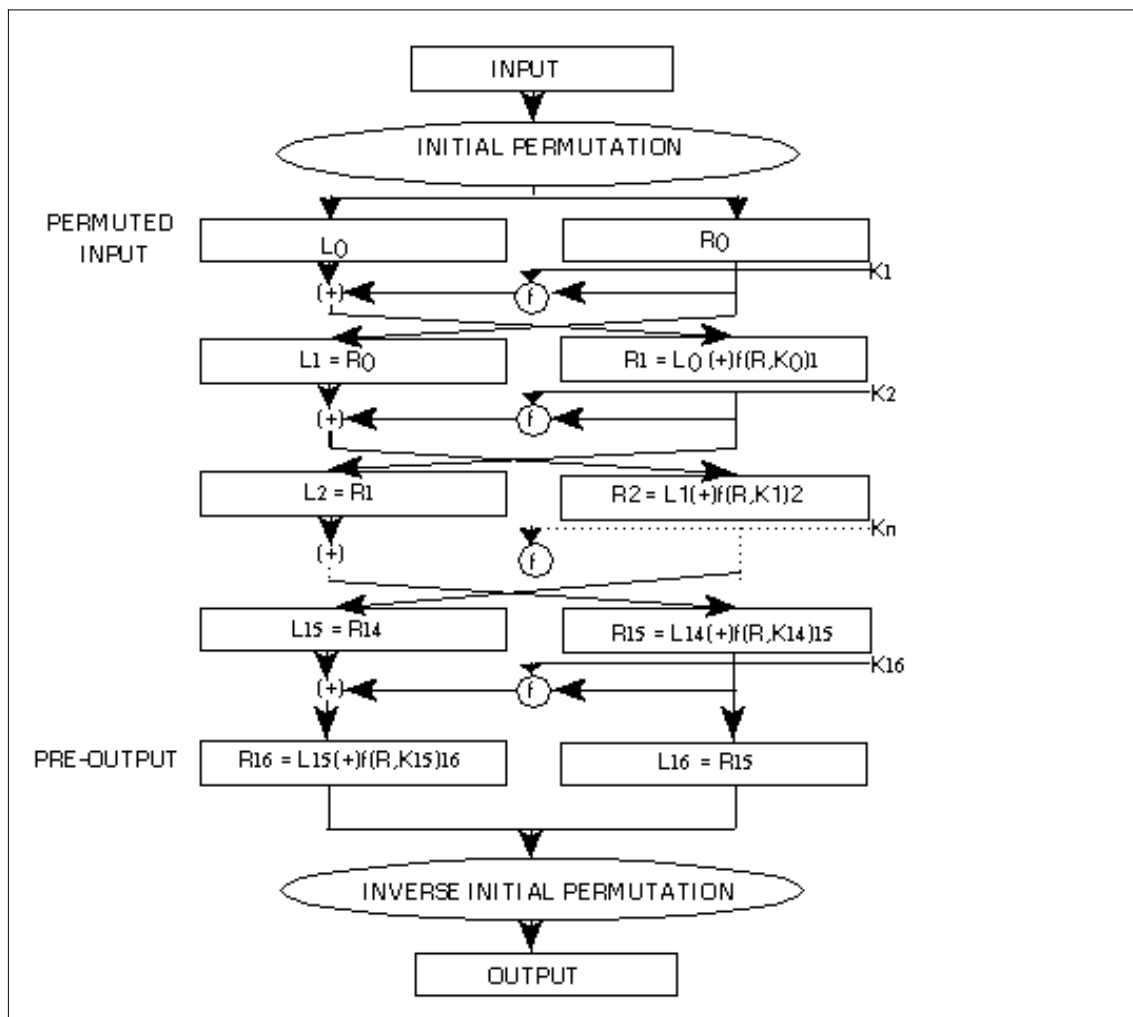 INPUT
INITIAL PERMUTATION
PERMUTED
INPUT
L0
R0
K1
(+)
f
L1 = R0
R1 = L0 (+)f(R,K0)1
K2
(+)
f
L2 = R1
R2 = L1(+)f(R,K1)2
Kn
(+)
f
L15 = R14
R15 = L14(+)f(R,K14)15
K16
(+)
f
PRE-OUTPUT
R16 = L15(+)f(R,K15)16
L16 = R15
INVERSE INITIAL PERMUTATION
OUTPUT